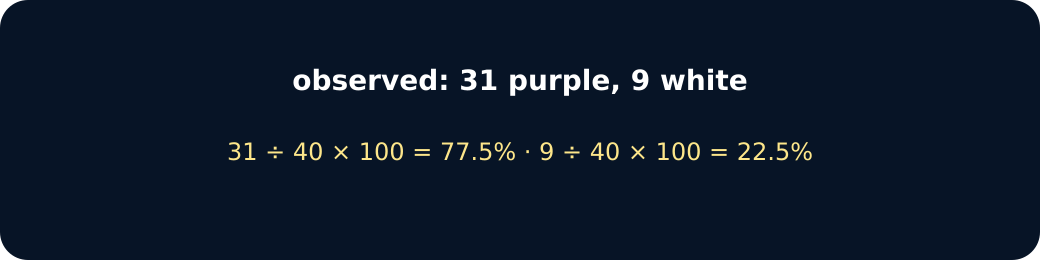 observed: 31 purple, 9 white
31 ÷ 40 × 100 = 77.5% · 9 ÷ 40 × 100 = 22.5%